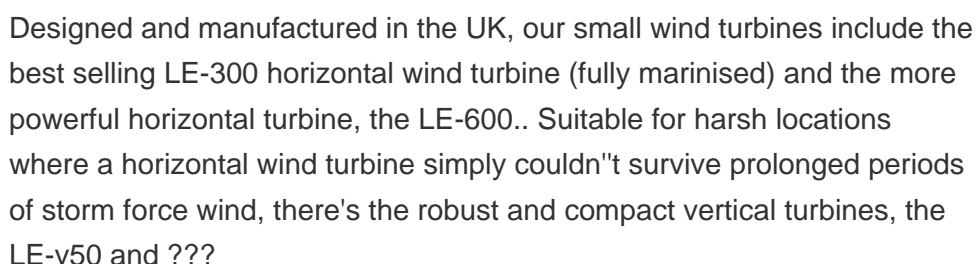 Designed and manufactured in the UK, our small wind turbines include the
best selling LE-300 horizontal wind turbine (fully marinised) and the more
powerful horizontal turbine, the LE-600.. Suitable for harsh locations
where a horizontal wind turbine simply couldn"t survive prolonged periods
of storm force wind, there's the robust and compact vertical turbines, the
LE-v50 and ???